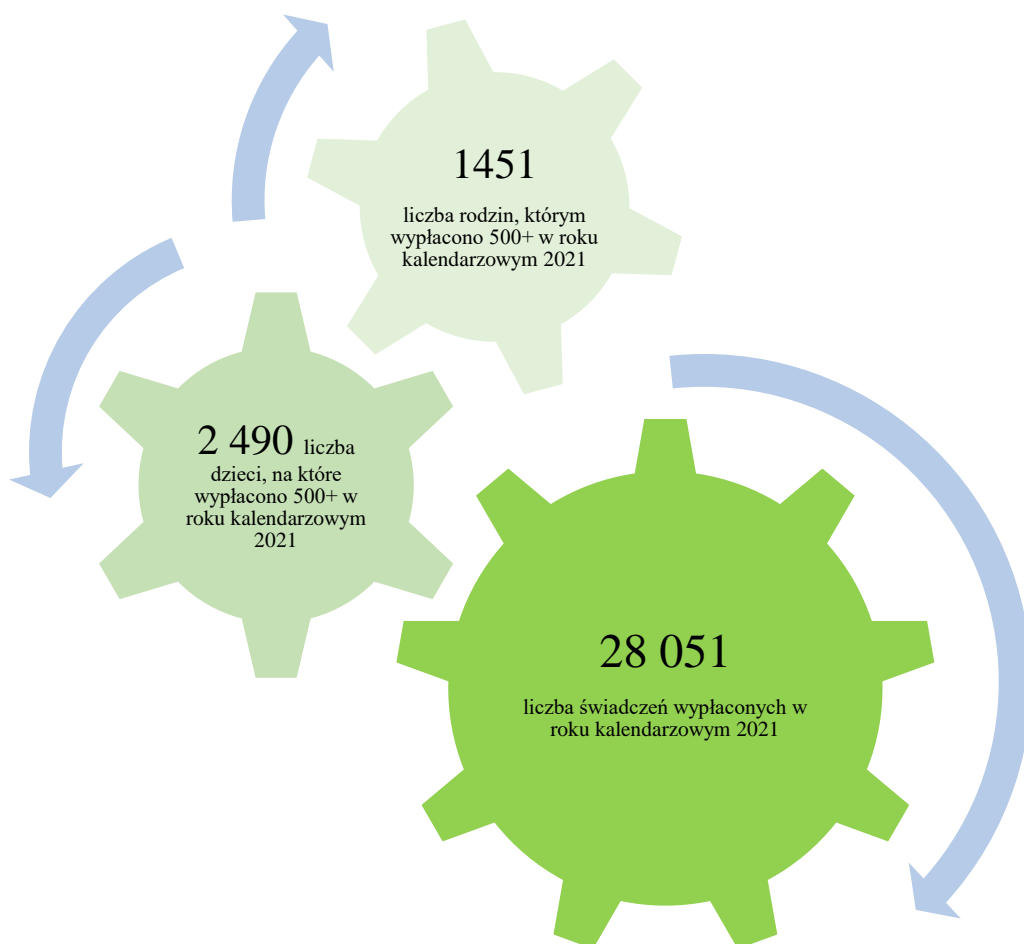 1451
liczba rodzin, którym
wypłacono 500+ w roku
kalendarzowym 2021
2 490 liczba
dzieci, na które
wypłacono 500+ w
roku kalendarzowym
2021
28 051
liczba świadczeń wypłaconych w
roku kalendarzowym 2021